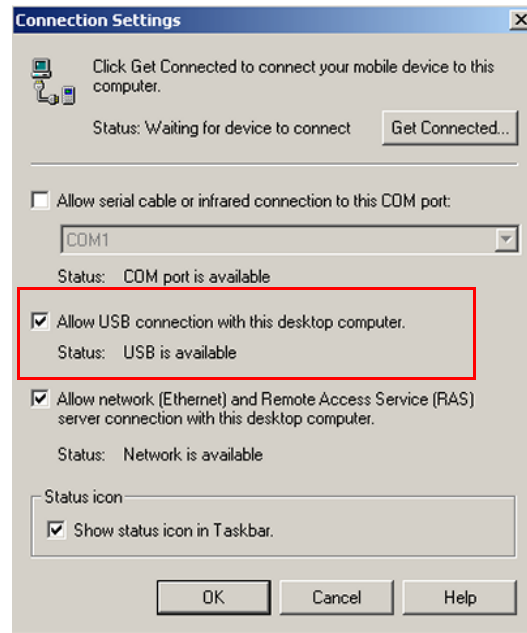 Connection Settings
Click Get Connected to connect your mobile device to this
computer.
Status: Waiting for device to connect
Get Connected...
Allow serial cable or infrared connection to this COM port:
COM1
Status: COM port is available
Allow USB connection with this desktop computer.
Status: USB is available
Allow network (Ethernet) and Remote Access Service (RAS)
server connection with this desktop computer.
Status: Network is available
Status icon
Show status icon in Taskbar.
OK
Cancel
Help